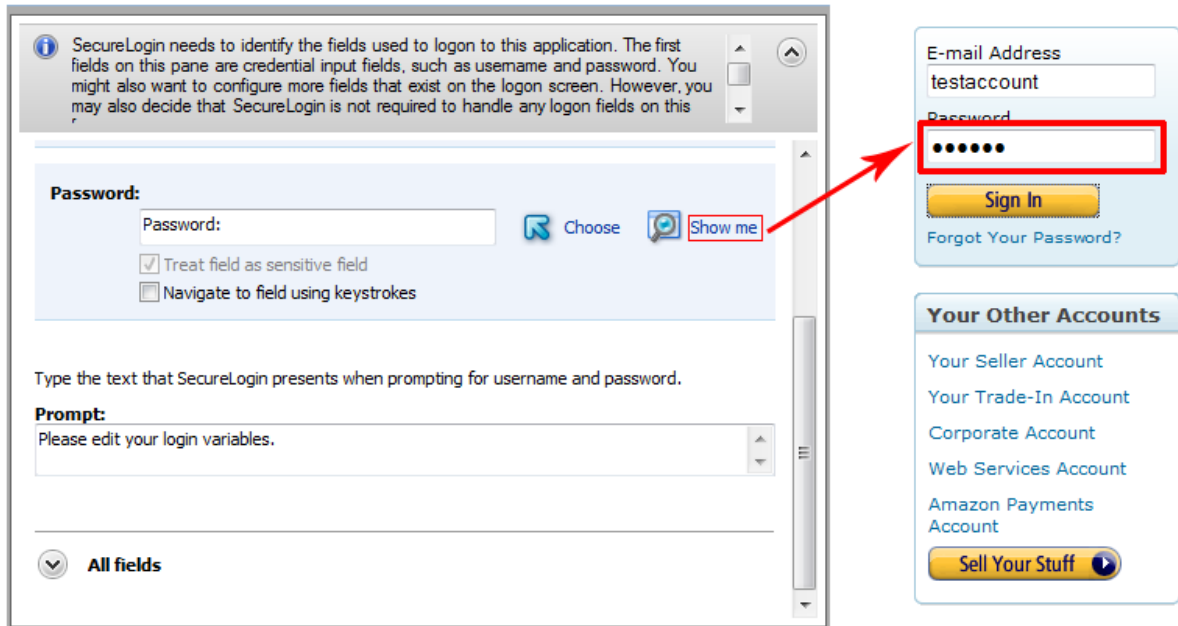 SecureLogin needs to identify the fields used to logon to this application. The first
fields on this pane are credential input fields, such as username and password. You
might also want to configure more fields that exist on the logon screen. However, you
may also decide that SecureLogin is not required to handle any logon fields on this
Password:
Password:
Choose
Show me
Treat field as sensitive field
Navigate to field using keystrokes
Type the text that SecureLogin presents when prompting for username and password.
Prompt:
Please edit your login variables.
All fields
E-mail Address
testaccount
Password
••••••
Sign In
Forgot Your Password?
Your Other Accounts
Your Seller Account
Your Trade-In Account
Corporate Account
Web Services Account
Amazon Payments
Account
Sell Your Stuff